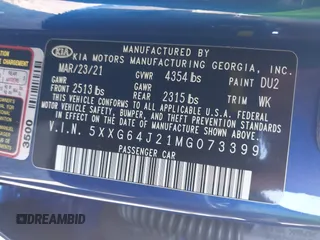 MANUFACTURED BY
KIA KIA MOTORS MANUFACTURING GEORGIA, INC.
MAR/23/21 GVWR 4354 lbs PAINT DU2
FRONT 2513 lbs REAR 2315 lbs TRIM WK
THIS VEHICLE CONFORMS TO ALL APPLICABLE
U.S. FEDERAL MOTOR VEHICLE SAFETY, BUMPER,
AND THEFT PREVENTION STANDARDS IN EFFECT ON
THE DATE OF MANUFACTURE SHOWN ABOVE.
V.I.N. 5XXG64J21MG073399
PASSENGER CAR
3600
DREAMBID